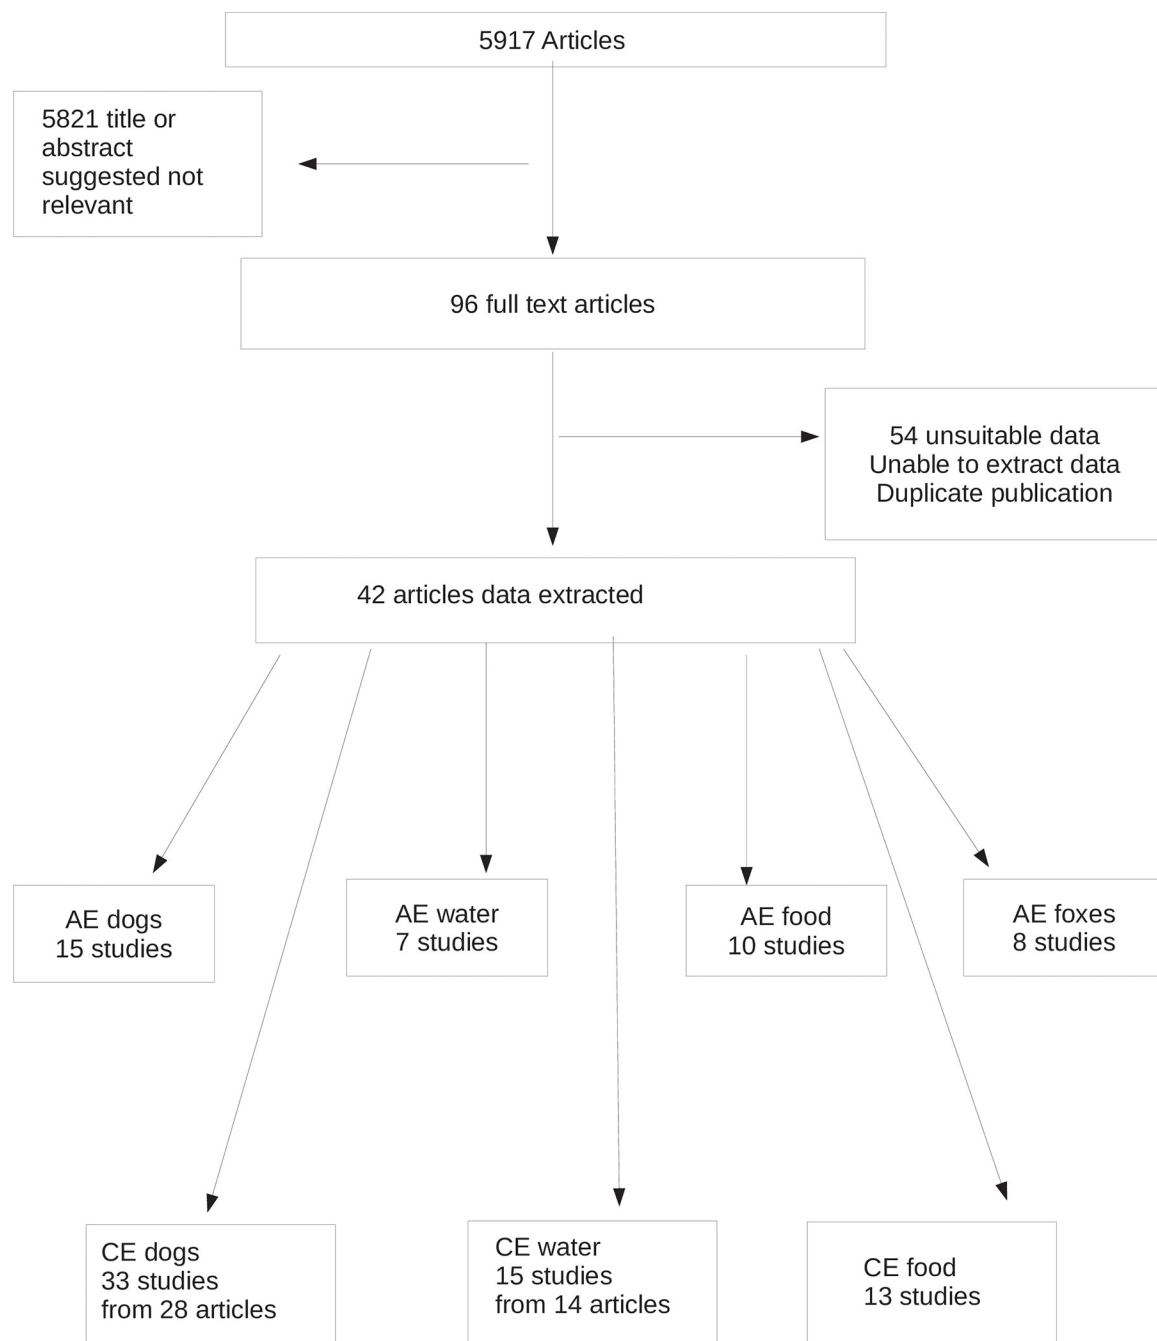 5917 Articles
5821 title or
abstract
suggested not
relevant
96 full text articles
54 unsuitable data
Unable to extract data
Duplicate publication
42 articles data extracted
AE dogs
15 studies
AE water
7 studies
AE food
10 studies
AE foxes
8 studies
CE dogs
33 studies
from 28 articles
CE water
15 studies
from 14 articles
CE food
13 studies